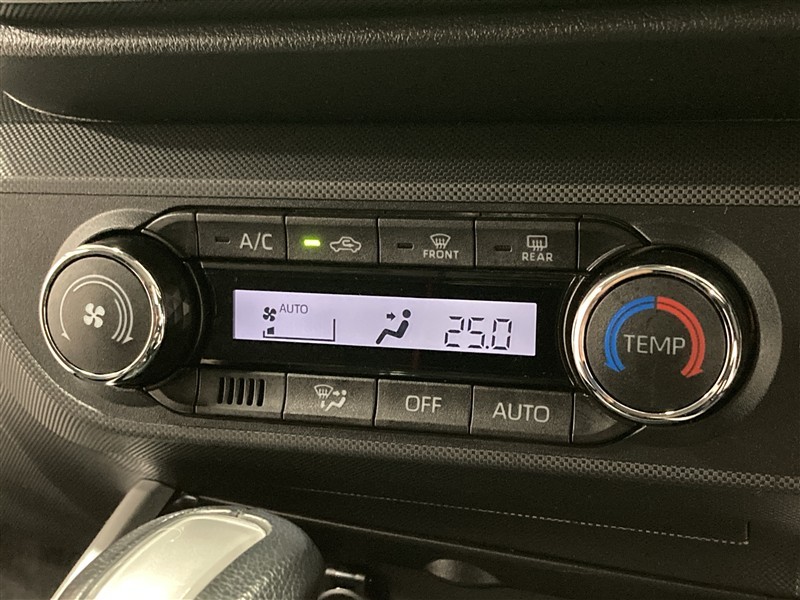 A/C
FRONT
REAR
AUTO
25.0
TEMP
OFF
AUTO